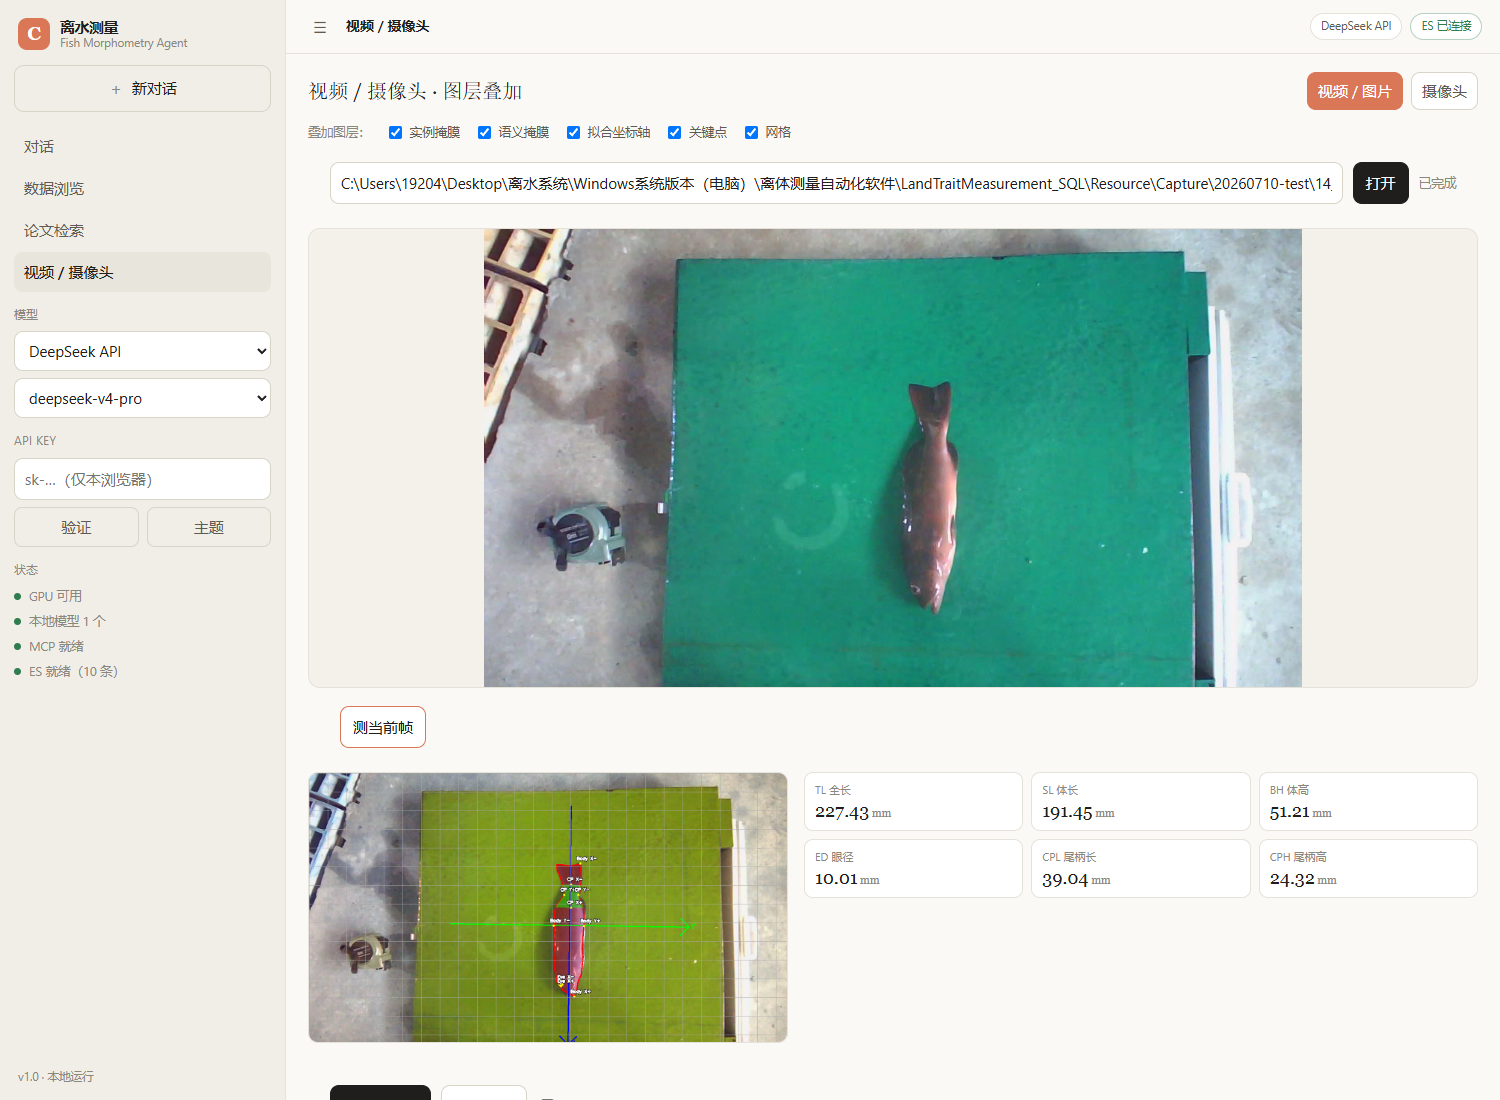 C
离水测量
Fish Morphometry Agent
+ 新对话
对话
数据浏览
论文检索
视频 / 摄像头
模型
DeepSeek API
deepseek-v4-pro
API KEY
sk-...（仅本浏览器）
验证
主题
状态
GPU 可用
本地模型 1 个
MCP 就绪
ES 就绪（10 条）
v1.0 · 本地运行
☰ 视频 / 摄像头
DeepSeek API
ES 已连接
视频 / 摄像头 · 图层叠加
视频 / 图片
摄像头
叠加图层:
实例掩膜
语义掩膜
拟合坐标轴
关键点
网格
C:\Users\19204\Desktop\离水系统\Windows系统版本（电脑）\离体测量自动化软件\LandTraitMeasurement_SQL\Resource\Capture\20260710-test\14
打开
已完成
测当前帧
Body X-
CP X-
CP X+
Body Y-
Body Y+
Body X+
TL 全长
227.43 mm
SL 体长
191.45 mm
BH 体高
51.21 mm
ED 眼径
10.01 mm
CPL 尾柄长
39.04 mm
CPH 尾柄高
24.32 mm